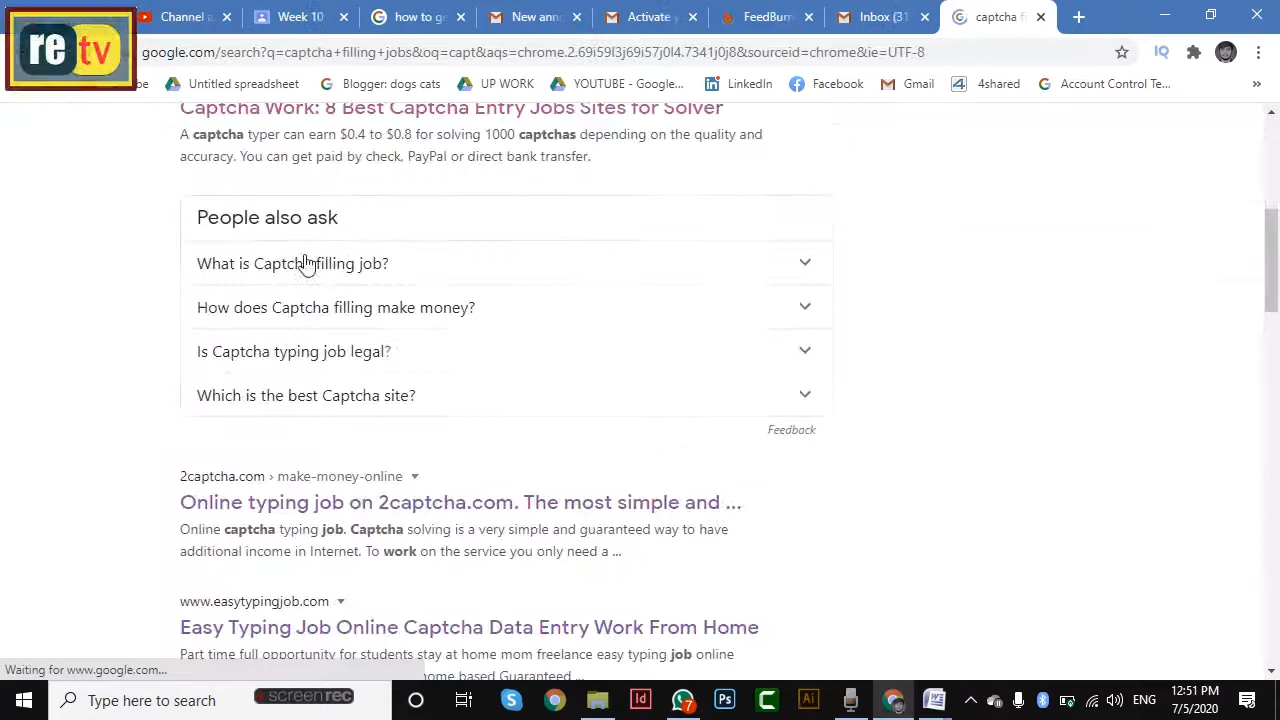 Channel a
Week 10
how to ge
New ann
Activate y
FeedBurn
Inbox (31
captcha f
re tv
google.com/search?q=captcha+filling+jobs&oq=capt&aqs=chrome.2.69i59l3j69i57j0l4.7341j0j8&sourceid=chrome&ie=UTF-8
be
Untitled spreadsheet
Blogger: dogs cats
UP WORK
YOUTUBE - Google...
LinkedIn
Facebook
Gmail
4shared
Account Control Te...
Captcha Work: 8 Best Captcha Entry Jobs Sites for Solver
A captcha typer can earn $0.4 to $0.8 for solving 1000 captchas depending on the quality and
accuracy. You can get paid by check, PayPal or direct bank transfer.
People also ask
What is Captcha filling job?
How does Captcha filling make money?
Is Captcha typing job legal?
Which is the best Captcha site?
Feedback
2captcha.com › make-money-online
Online typing job on 2captcha.com. The most simple and ...
Online captcha typing job. Captcha solving is a very simple and guaranteed way to have
additional income in Internet. To work on the service you only need a ...
www.easytypingjob.com
Easy Typing Job Online Captcha Data Entry Work From Home
Part time full opportunity for students stay at home mom freelance easy typing job online
ome based Guaranteed ...
Waiting for www.google.com...
Type here to search
screenrec
7
ENG
12:51 PM
7/5/2020